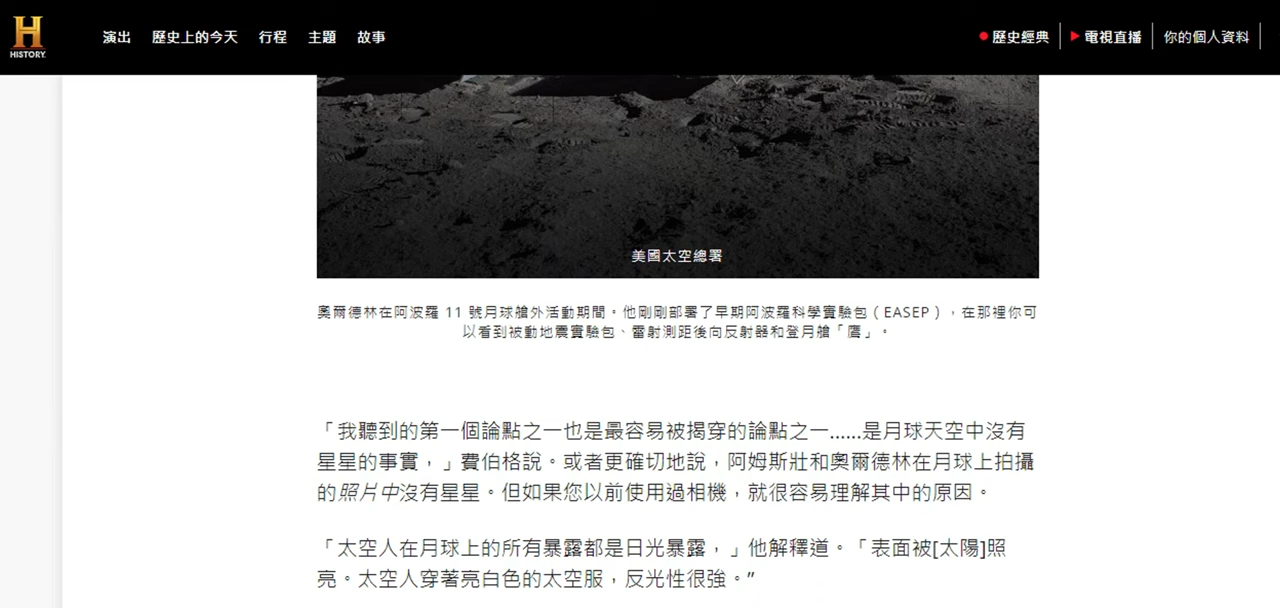 H
HISTORY.
演出 歷史上的今天 行程 主題 故事
歷史經典 電視直播 你的個人資料
美國太空總署
奧爾德林在阿波羅 11 號月球艙外活動期間。他剛剛部署了早期阿波羅科學實驗包（EASEP），在那裡你可
以看到被動地震實驗包、雷射測距後向反射器和登月艙「鷹」。
「我聽到的第一個論點之一也是最容易被揭穿的論點之一......是月球天空中沒有
星星的事實，」費伯格說。或者更確切地說，阿姆斯壯和奧爾德林在月球上拍攝
的照片中沒有星星。但如果您以前使用過相機，就很容易理解其中的原因。
「太空人在月球上的所有暴露都是日光暴露，」他解釋道。「表面被[太陽]照
亮。太空人穿著亮白色的太空服，反光性很強。”